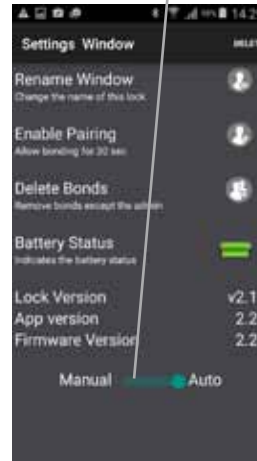 14:2
Settings Window DELET
Rename Window
Change the name of this lock
Enable Pairing
Allow bonding for 30 sec
Delete Bonds
Remove bonds except the admin
Battery Status
Indicates the battery status
Lock Version v2.1
App version 2.2
Firmware Version 2.2
Manual Auto